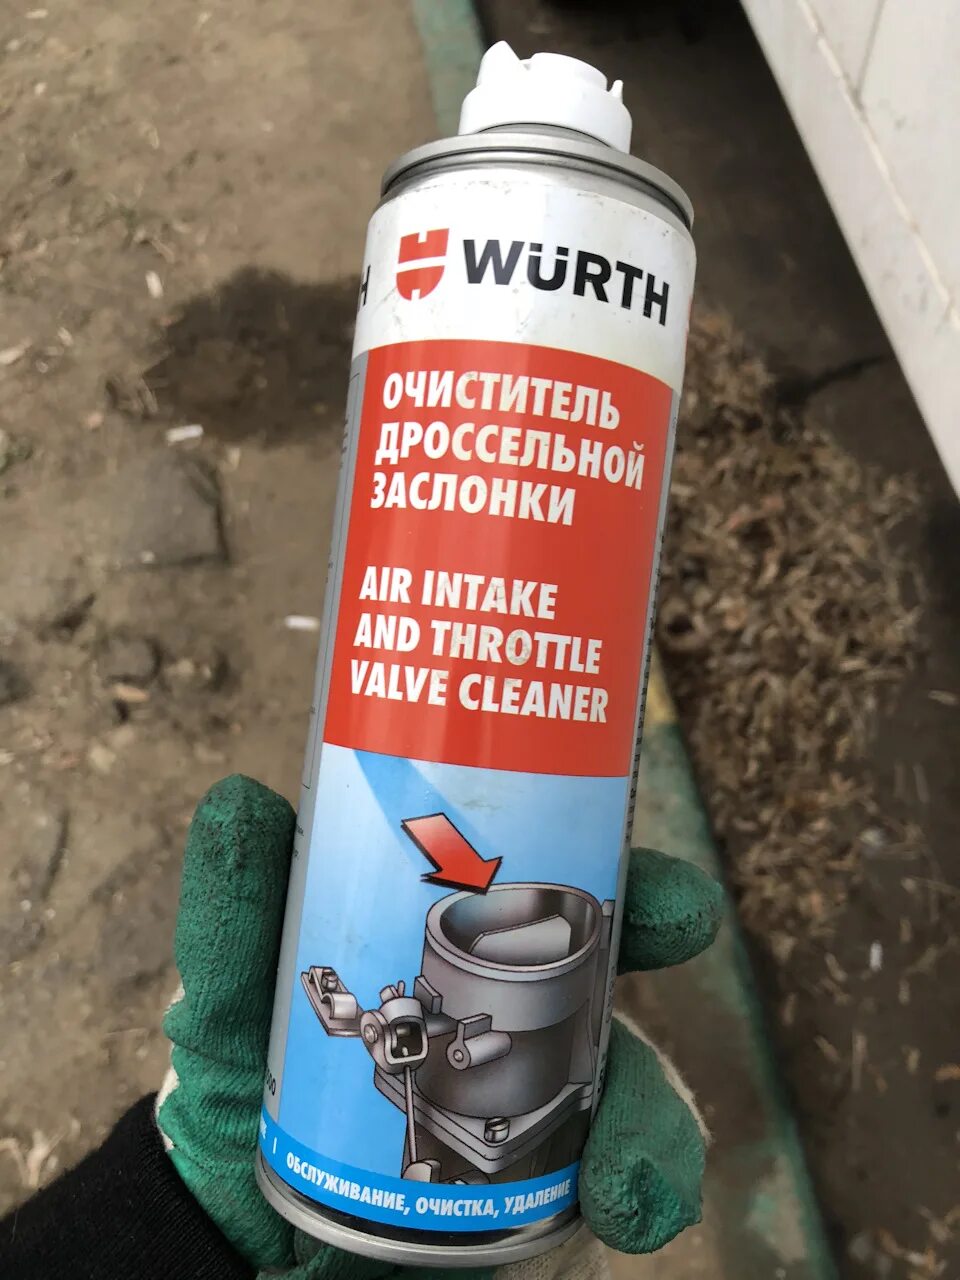 WÜRTH
ОЧИСТИТЕЛЬ
ДРОССЕЛЬНОЙ
ЗАСЛОНКИ
AIR INTAKE
AND THROTTLE
VALVE CLEANER
ОБСЛУЖИВАНИЕ, ОЧИСТКА, УДАЛЕНИЕ